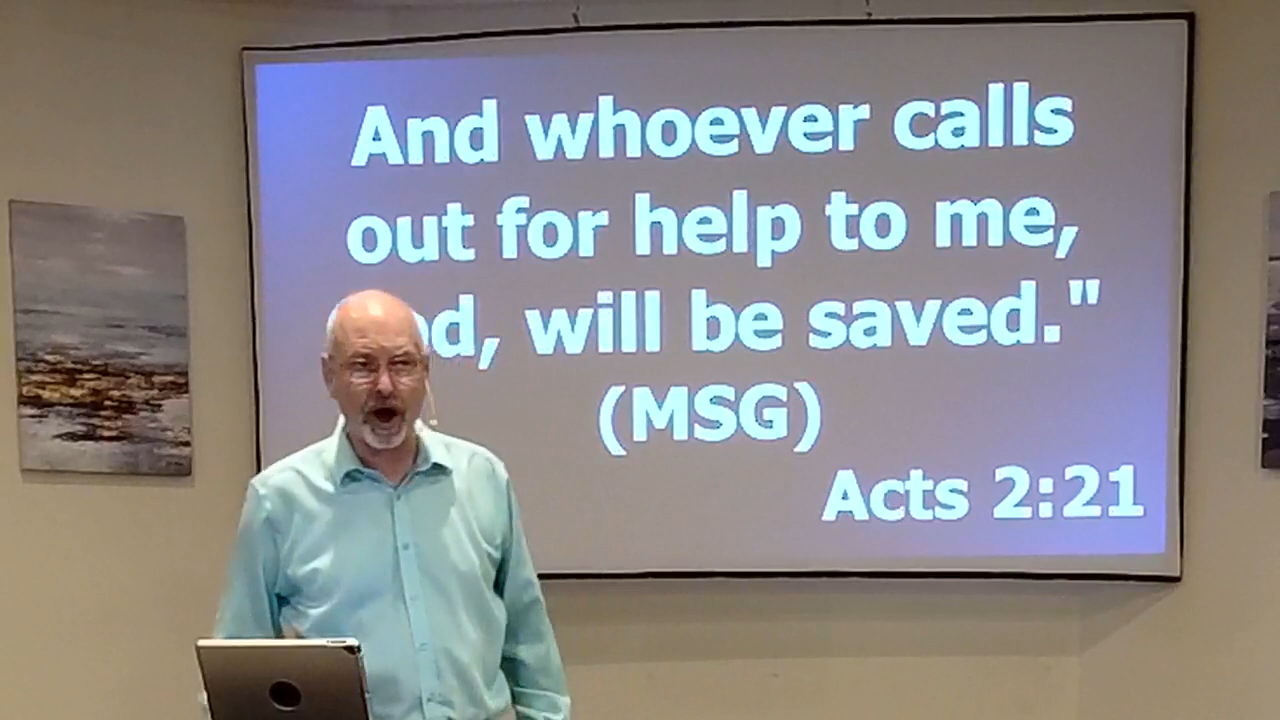 And whoever calls
out for help to me,
will be saved."
(MSG)
Acts 2:21